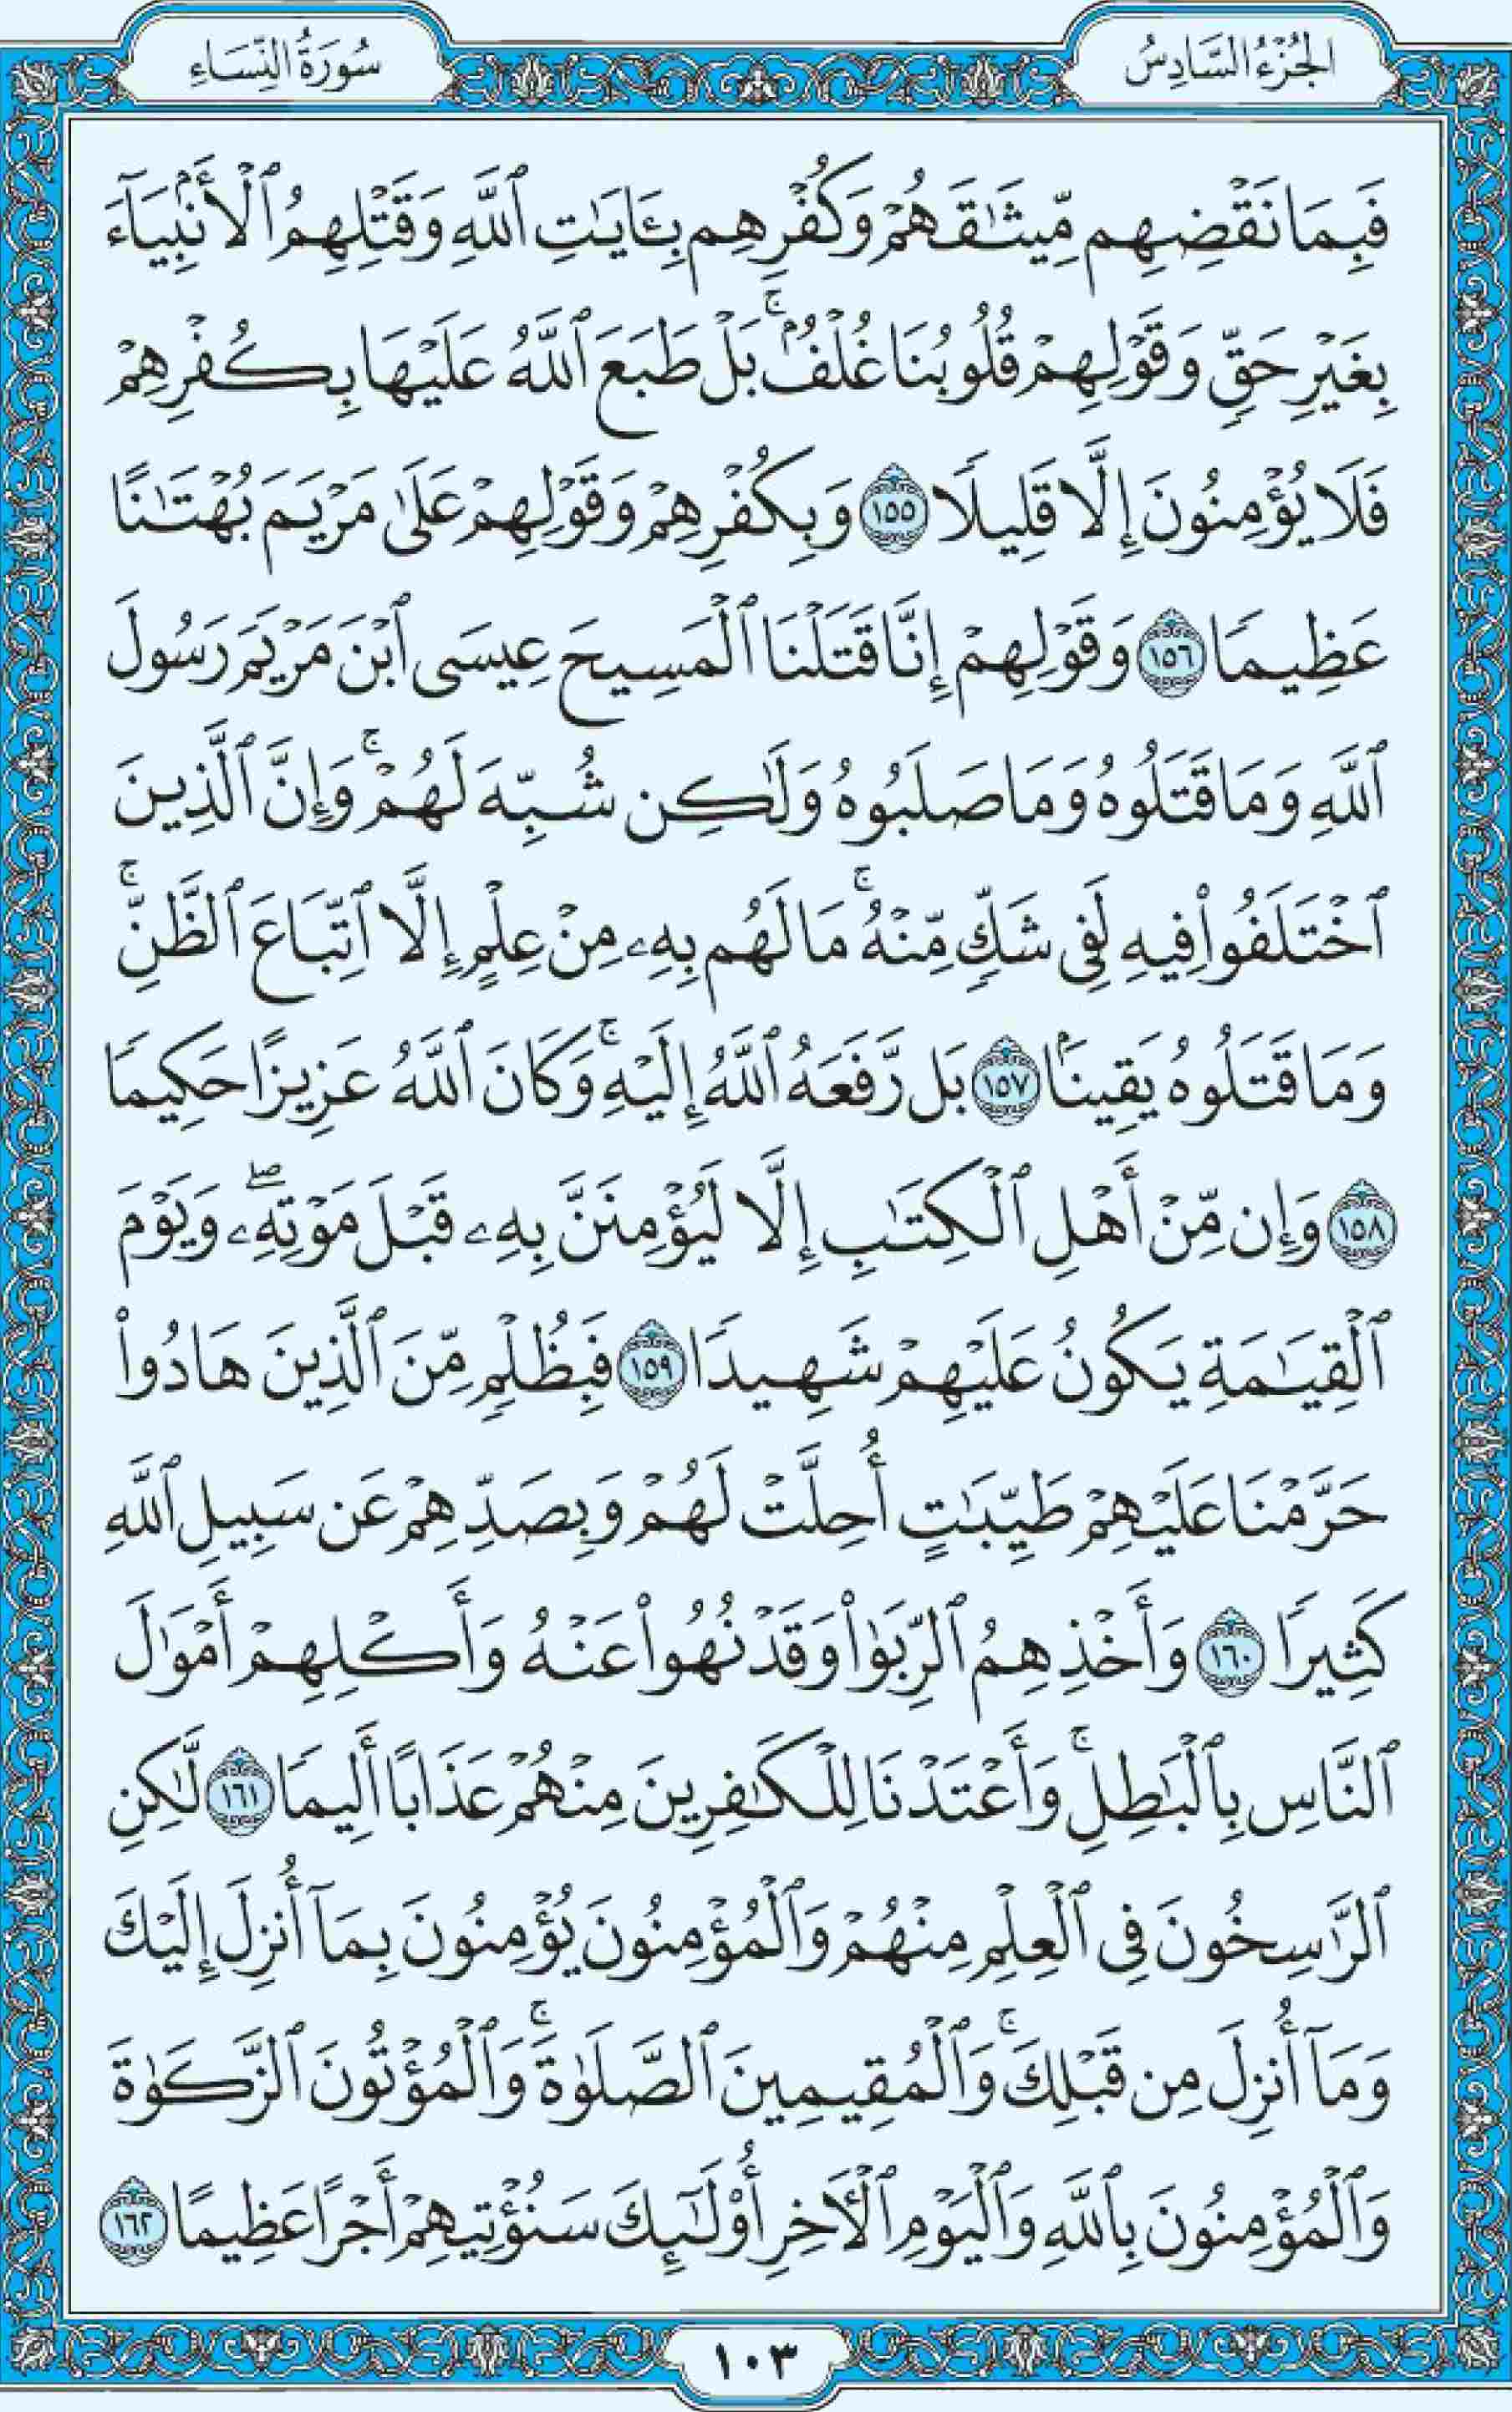 الجُزْءُ السَّادِسُ
سُورَةُ النِّسَاءِ
فَبِمَا نَقْضِهِم مِّيثَٰقَهُمْ وَكُفْرِهِم بِـَٔايَٰتِ ٱللَّهِ وَقَتْلِهِمُ ٱلْأَنۢبِيَآءَ
بِغَيْرِ حَقٍّ وَقَوْلِهِمْ قُلُوبُنَا غُلْفٌۢ ۚ بَلْ طَبَعَ ٱللَّهُ عَلَيْهَا بِكُفْرِهِمْ
فَلَا يُؤْمِنُونَ إِلَّا قَلِيلًا ١٥٥ وَبِكُفْرِهِمْ وَقَوْلِهِمْ عَلَىٰ مَرْيَمَ بُهْتَٰنًا
عَظِيمًا ١٥٦ وَقَوْلِهِمْ إِنَّا قَتَلْنَا ٱلْمَسِيحَ عِيسَى ٱبْنَ مَرْيَمَ رَسُولَ
ٱللَّهِ وَمَا قَتَلُوهُ وَمَا صَلَبُوهُ وَلَٰكِن شُبِّهَ لَهُمْ ۚ وَإِنَّ ٱلَّذِينَ
ٱخْتَلَفُوا۟ فِيهِ لَفِى شَكٍّ مِّنْهُ ۚ مَا لَهُم بِهِۦ مِنْ عِلْمٍ إِلَّا ٱتِّبَاعَ ٱلظَّنِّ ۚ
وَمَا قَتَلُوهُ يَقِينًۢا ١٥٧ بَل رَّفَعَهُ ٱللَّهُ إِلَيْهِ ۚ وَكَانَ ٱللَّهُ عَزِيزًا حَكِيمًا
١٥٨ وَإِن مِّنْ أَهْلِ ٱلْكِتَٰبِ إِلَّا لَيُؤْمِنَنَّ بِهِۦ قَبْلَ مَوْتِهِۦ ۖ وَيَوْمَ
ٱلْقِيَٰمَةِ يَكُونُ عَلَيْهِمْ شَهِيدًا ١٥٩ فَبِظُلْمٍ مِّنَ ٱلَّذِينَ هَادُوا۟
حَرَّمْنَا عَلَيْهِمْ طَيِّبَٰتٍ أُحِلَّتْ لَهُمْ وَبِصَدِّهِمْ عَن سَبِيلِ ٱللَّهِ
كَثِيرًا ١٦٠ وَأَخْذِهِمُ ٱلرِّبَوٰا۟ وَقَدْ نُهُوا۟ عَنْهُ وَأَكْلِهِمْ أَمْوَٰلَ
ٱلنَّاسِ بِٱلْبَٰطِلِ ۚ وَأَعْتَدْنَا لِلْكَٰفِرِينَ مِنْهُمْ عَذَابًا أَلِيمًا ١٦١ لَّٰكِنِ
ٱلرَّٰسِخُونَ فِى ٱلْعِلْمِ مِنْهُمْ وَٱلْمُؤْمِنُونَ يُؤْمِنُونَ بِمَآ أُنزِلَ إِلَيْكَ
وَمَآ أُنزِلَ مِن قَبْلِكَ ۚ وَٱلْمُقِيمِينَ ٱلصَّلَوٰةَ ۚ وَٱلْمُؤْتُونَ ٱلزَّكَوٰةَ
وَٱلْمُؤْمِنُونَ بِٱللَّهِ وَٱلْيَوْمِ ٱلْـَٔاخِرِ أُو۟لَٰٓئِكَ سَنُؤْتِيهِمْ أَجْرًا عَظِيمًا ١٦٢
١٠٣